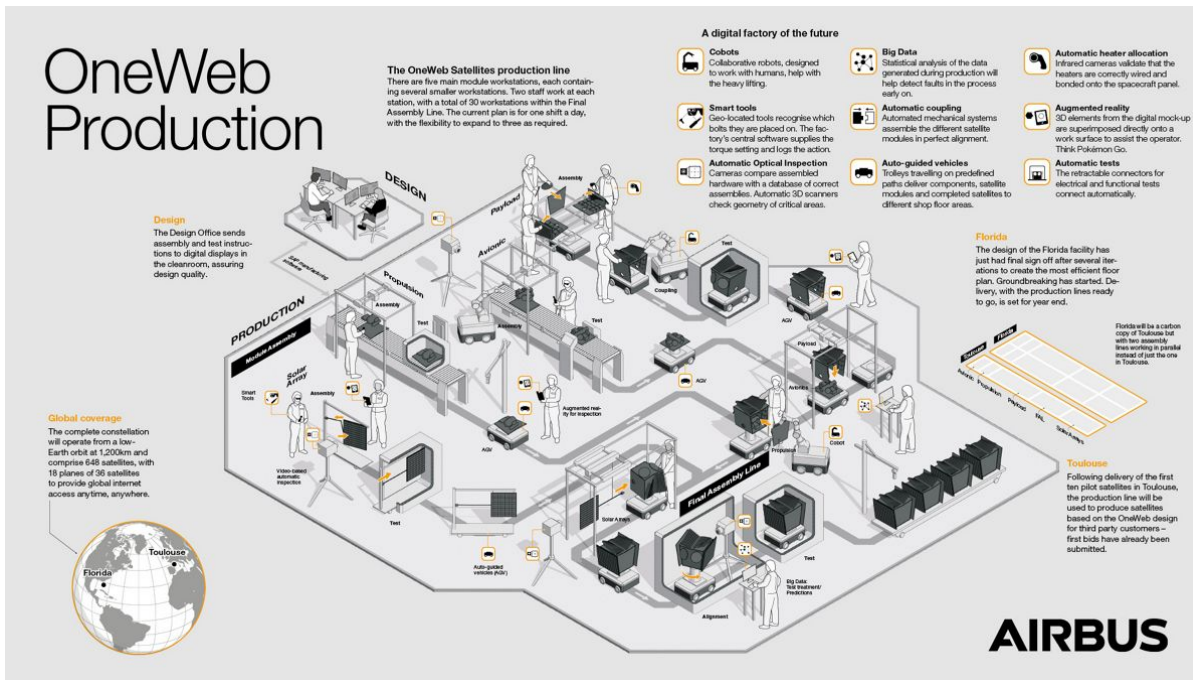 OneWeb
Production
The OneWeb Satellites production line
There are five main module workstations, each contain-
ing several smaller workstations. Two staff work at each
station, with a total of 30 workstations within the Final
Assembly Line. The current plan is for one shift a day,
with the flexibility to expand to three as required.
A digital factory of the future
Cobots
Collaborative robots, designed
to work with humans, help with
the heavy lifting.
Smart tools
Geo-located tools recognise which
bolts they are placed on. The fac-
tory's central software supplies the
torque setting and logs the action.
Automatic Optical Inspection
Cameras compare assembled
hardware with a database of correct
assemblies. Automatic 3D scanners
check geometry of critical areas.
Big Data
Statistical analysis of the data
generated during production will
help detect faults in the process
early on.
Automatic coupling
Automated mechanical systems
assemble the different satellite
modules in perfect alignment.
Auto-guided vehicles
Trolleys travelling on predefined
paths deliver components, satellite
modules and completed satellites to
different shop floor areas.
Automatic heater allocation
Infrared cameras validate that the
heaters are correctly wired and
bonded onto the spacecraft panel.
Augmented reality
3D elements from the digital mock-up
are superimposed directly onto a
work surface to assist the operator.
Think Pokémon Go.
Automatic tests
The retractable connectors for
electrical and functional tests
connect automatically.
Design
The Design Office sends
assembly and test instruc-
tions to digital displays in
the cleanroom, assuring
design quality.
DESIGN
PRODUCTION
Module Assembly
Payload
Assembly
Avionic
Assembly
Test
Propulsion
Assembly
Test
Solar
Array
Assembly
Smart
Tools
Video-based
Automatic
Inspection
Test
Coupling
Test
AGV
AGV
AGV
Augmented real-
ity for inspection
Auto-guided
vehicles (AGV)
Payload
Avionics
Propulsion
Cobot
Final Assembly Line
Solar Arrays
Alignment
Test
Big Data:
Test treatment/
Predictions
Florida
The design of the Florida facility has
just had final sign off after several iter-
ations to create the most efficient floor
plan. Groundbreaking has started. De-
livery, with the production lines ready
to go, is set for year end.
Florida will be a carbon
copy of Toulouse but
with two assembly
lines working in parallel
instead of just the one
in Toulouse.
Toulouse
Florida
Avionic
Propulsion
Payload
FAL
Solar Arrays
Toulouse
Following delivery of the first
ten pilot satellites in Toulouse,
the production line will be
used to produce satellites
based on the OneWeb design
for third party customers –
first bids have already been
submitted.
Global coverage
The complete constellation
will operate from a low-
Earth orbit at 1,200km and
comprise 648 satellites, with
18 planes of 36 satellites
to provide global internet
access anytime, anywhere.
Toulouse
Florida
AIRBUS